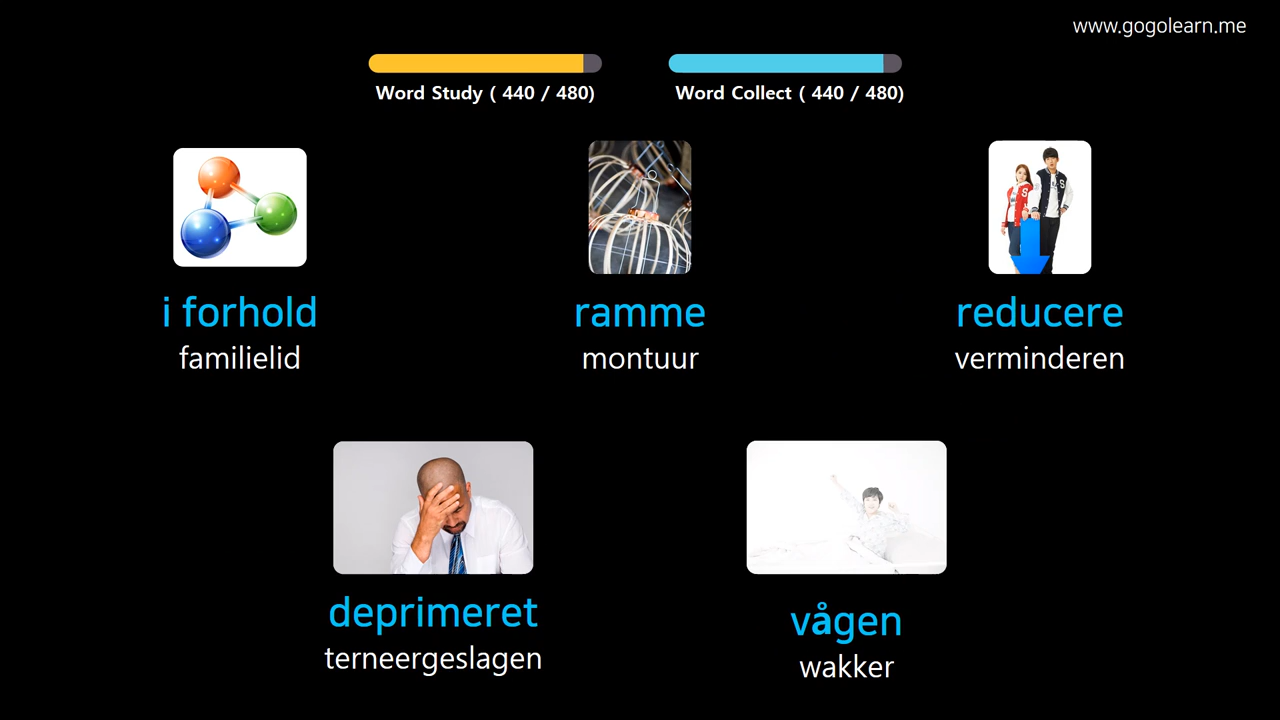 www.gogolearn.me
Word Study ( 440 / 480)
Word Collect ( 440 / 480)
i forhold
familielid
ramme
montuur
reducere
verminderen
deprimeret
terneergeslagen
vågen
wakker